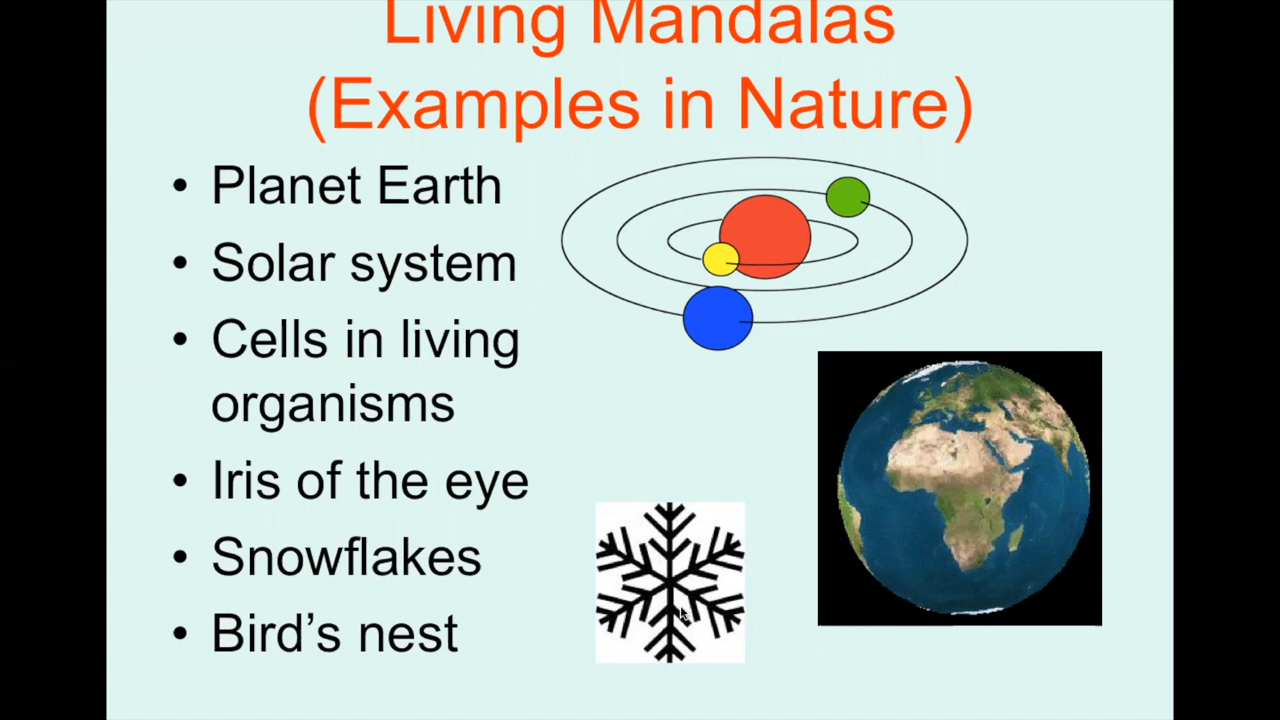 Living Mandalas
(Examples in Nature)
• Planet Earth
• Solar system
• Cells in living
organisms
• Iris of the eye
• Snowflakes
• Bird’s nest